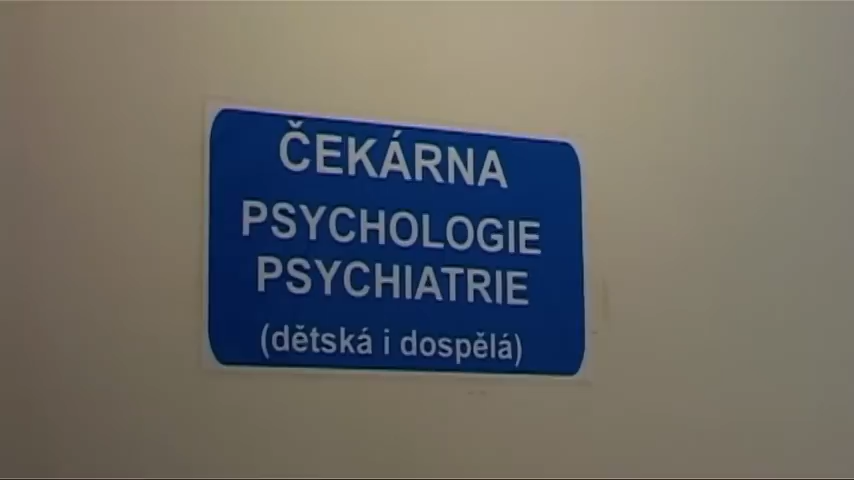 ČEKÁRNA
PSYCHOLOGIE
PSYCHIATRIE
(dětská i dospělá)